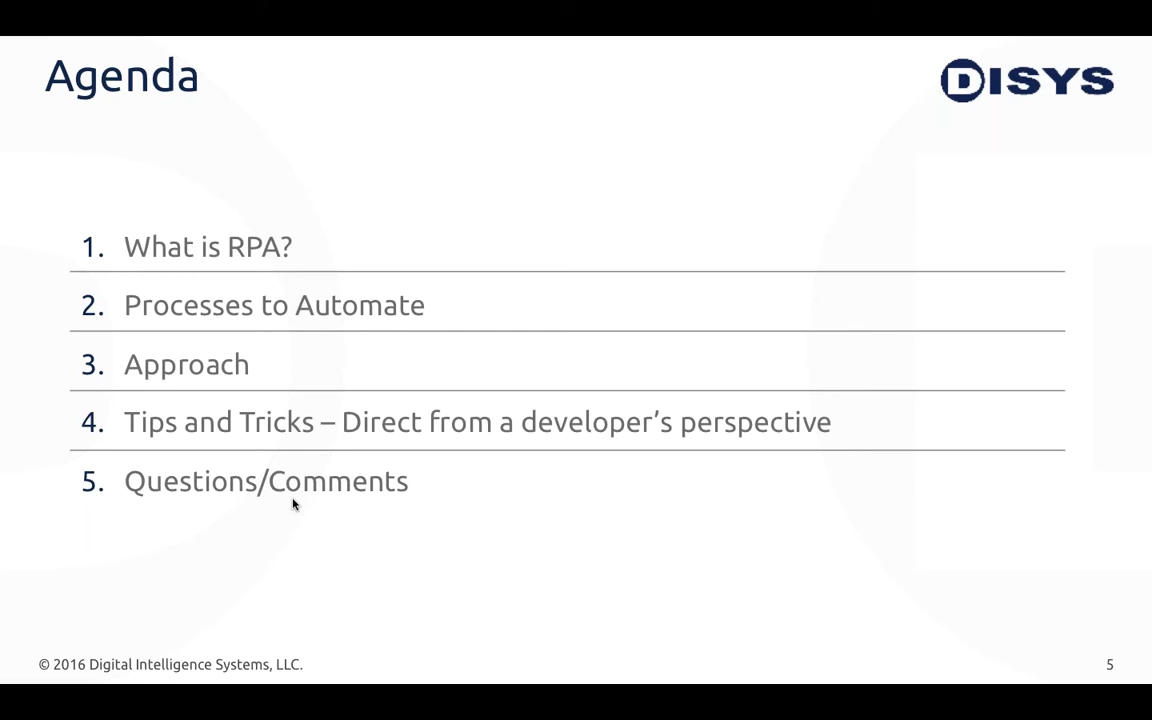 Agenda
DISYS
1. What is RPA?
2. Processes to Automate
3. Approach
4. Tips and Tricks – Direct from a developer’s perspective
5. Questions/Comments
© 2016 Digital Intelligence Systems, LLC.
5